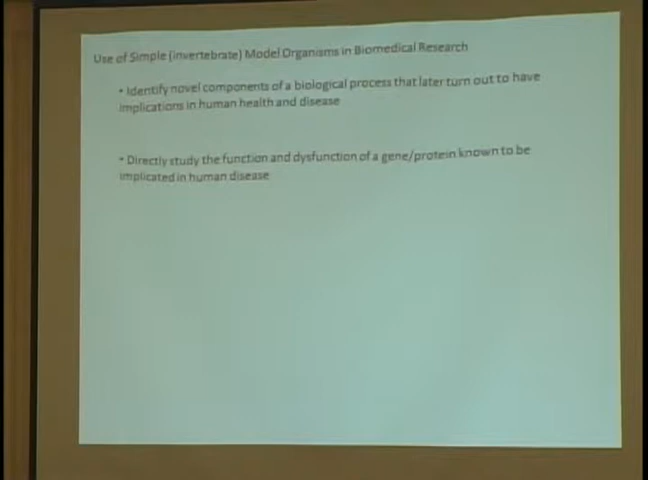 Use of Simple (invertebrate) Model Organisms in Biomedical Research
• Identify novel components of a biological process that later turn out to have
implications in human health and disease
• Directly study the function and dysfunction of a gene/protein known to be
implicated in human disease